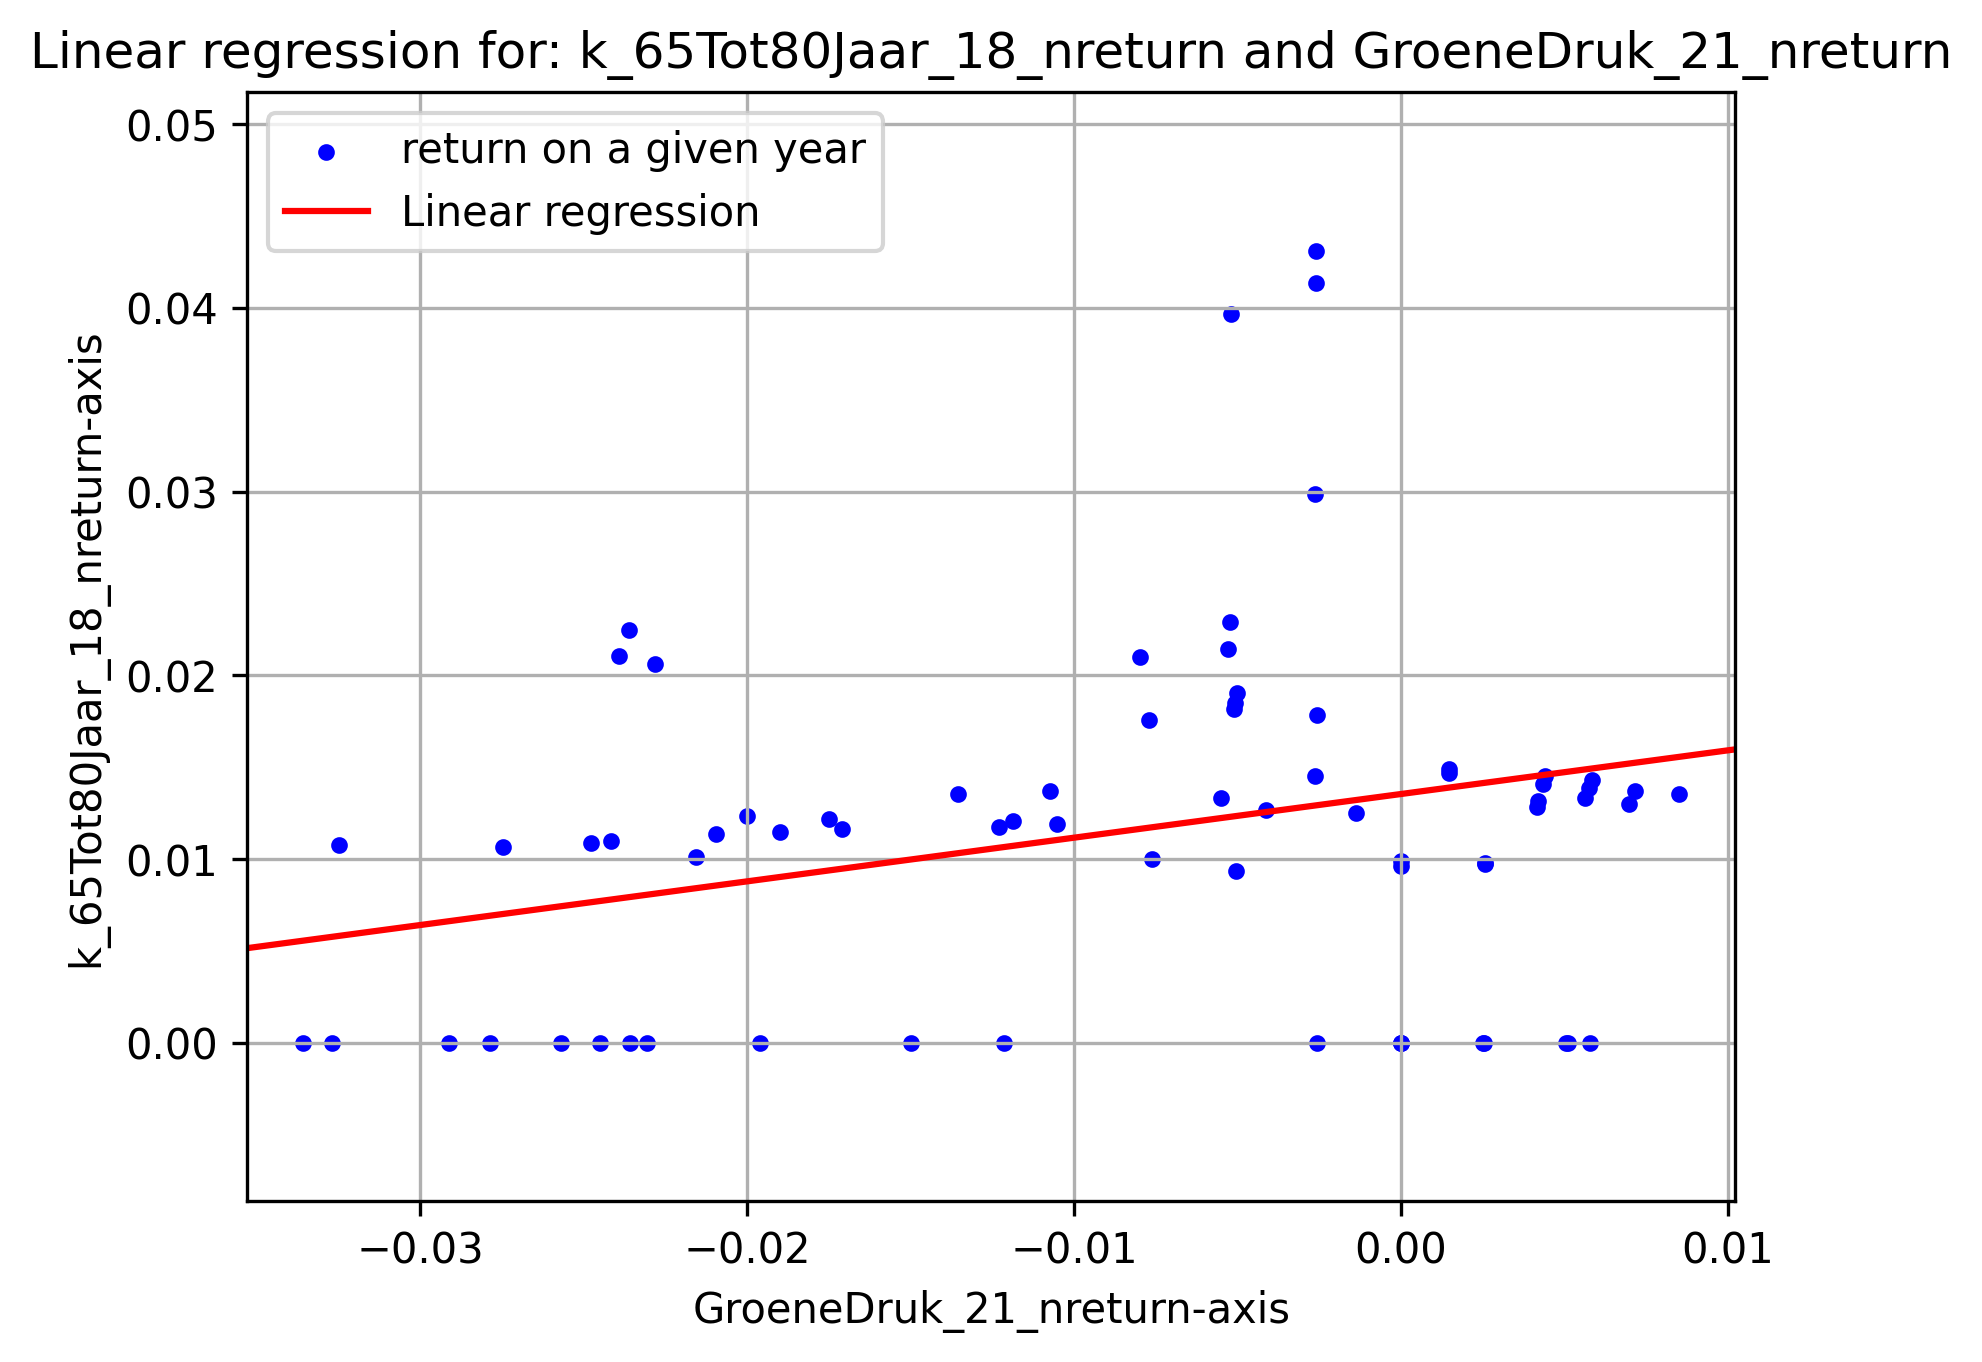 Linear regression for: k_65Tot80Jaar_18_nreturn and GroeneDruk_21_nreturn
return on a given year
Linear regression
k_65Tot80Jaar_18_nreturn-axis
0.05
0.04
0.03
0.02
0.01
0.00
−0.03
−0.02
−0.01
0.00
0.01
GroeneDruk_21_nreturn-axis